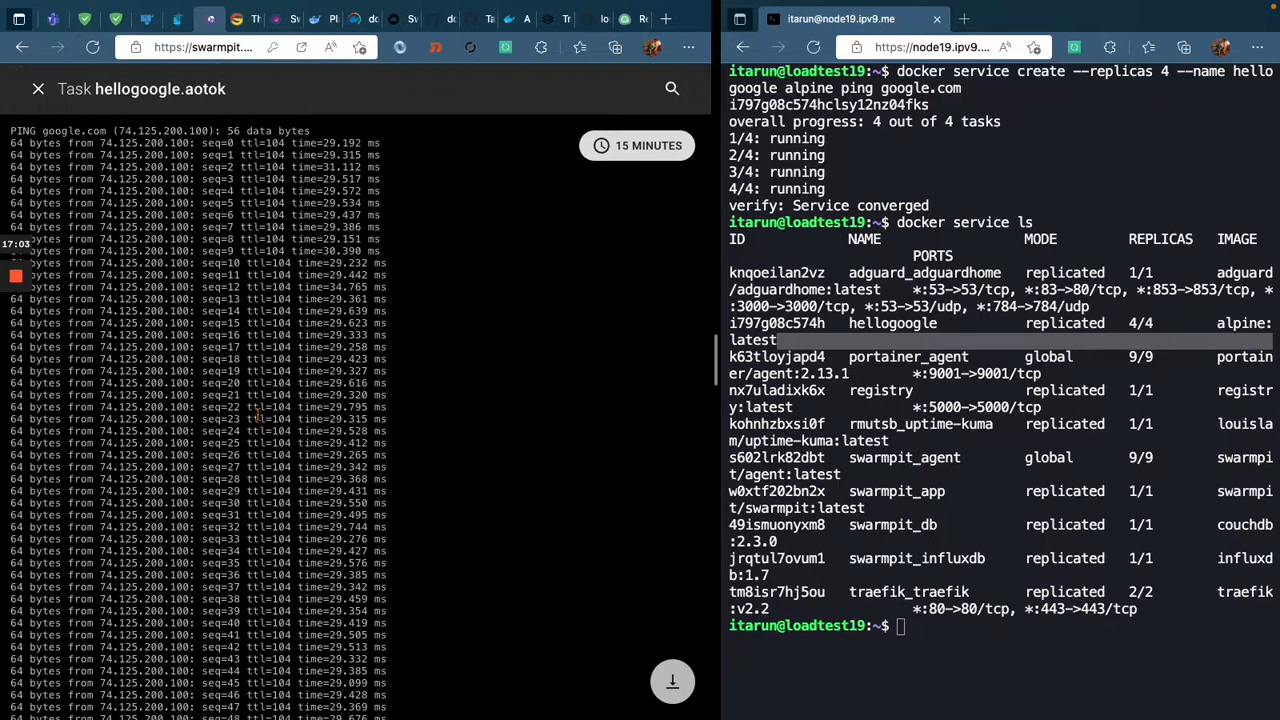 Th
Sw
Pl
do
Gi
Ta
A
Tr
lo
Re
https://swarmpit....
Task hellogoogle.aotok
15 MINUTES
17:03
PING google.com (74.125.200.100): 56 data bytes
64 bytes from 74.125.200.100: seq=0 ttl=104 time=29.192 ms
64 bytes from 74.125.200.100: seq=1 ttl=104 time=29.315 ms
64 bytes from 74.125.200.100: seq=2 ttl=104 time=31.112 ms
64 bytes from 74.125.200.100: seq=3 ttl=104 time=29.517 ms
64 bytes from 74.125.200.100: seq=4 ttl=104 time=29.572 ms
64 bytes from 74.125.200.100: seq=5 ttl=104 time=29.534 ms
64 bytes from 74.125.200.100: seq=6 ttl=104 time=29.437 ms
64 bytes from 74.125.200.100: seq=7 ttl=104 time=29.386 ms
64 bytes from 74.125.200.100: seq=8 ttl=104 time=29.151 ms
bytes from 74.125.200.100: seq=9 ttl=104 time=30.390 ms
bytes from 74.125.200.100: seq=10 ttl=104 time=29.232 ms
bytes from 74.125.200.100: seq=11 ttl=104 time=29.442 ms
bytes from 74.125.200.100: seq=12 ttl=104 time=34.765 ms
64 bytes from 74.125.200.100: seq=13 ttl=104 time=29.361 ms
64 bytes from 74.125.200.100: seq=14 ttl=104 time=29.639 ms
64 bytes from 74.125.200.100: seq=15 ttl=104 time=29.623 ms
64 bytes from 74.125.200.100: seq=16 ttl=104 time=29.333 ms
64 bytes from 74.125.200.100: seq=17 ttl=104 time=29.258 ms
64 bytes from 74.125.200.100: seq=18 ttl=104 time=29.423 ms
64 bytes from 74.125.200.100: seq=19 ttl=104 time=29.327 ms
64 bytes from 74.125.200.100: seq=20 ttl=104 time=29.616 ms
64 bytes from 74.125.200.100: seq=21 ttl=104 time=29.320 ms
64 bytes from 74.125.200.100: seq=22 ttl=104 time=29.795 ms
64 bytes from 74.125.200.100: seq=23 ttl=104 time=29.315 ms
64 bytes from 74.125.200.100: seq=24 ttl=104 time=29.528 ms
64 bytes from 74.125.200.100: seq=25 ttl=104 time=29.412 ms
64 bytes from 74.125.200.100: seq=26 ttl=104 time=29.265 ms
64 bytes from 74.125.200.100: seq=27 ttl=104 time=29.342 ms
64 bytes from 74.125.200.100: seq=28 ttl=104 time=29.368 ms
64 bytes from 74.125.200.100: seq=29 ttl=104 time=29.431 ms
64 bytes from 74.125.200.100: seq=30 ttl=104 time=29.550 ms
64 bytes from 74.125.200.100: seq=31 ttl=104 time=29.495 ms
64 bytes from 74.125.200.100: seq=32 ttl=104 time=29.744 ms
64 bytes from 74.125.200.100: seq=33 ttl=104 time=29.276 ms
64 bytes from 74.125.200.100: seq=34 ttl=104 time=29.427 ms
64 bytes from 74.125.200.100: seq=35 ttl=104 time=29.576 ms
64 bytes from 74.125.200.100: seq=36 ttl=104 time=29.385 ms
64 bytes from 74.125.200.100: seq=37 ttl=104 time=29.342 ms
64 bytes from 74.125.200.100: seq=38 ttl=104 time=29.459 ms
64 bytes from 74.125.200.100: seq=39 ttl=104 time=29.354 ms
64 bytes from 74.125.200.100: seq=40 ttl=104 time=29.419 ms
64 bytes from 74.125.200.100: seq=41 ttl=104 time=29.505 ms
64 bytes from 74.125.200.100: seq=42 ttl=104 time=29.513 ms
64 bytes from 74.125.200.100: seq=43 ttl=104 time=29.332 ms
64 bytes from 74.125.200.100: seq=44 ttl=104 time=29.385 ms
64 bytes from 74.125.200.100: seq=45 ttl=104 time=29.099 ms
64 bytes from 74.125.200.100: seq=46 ttl=104 time=29.428 ms
64 bytes from 74.125.200.100: seq=47 ttl=104 time=29.369 ms
64 bytes from 74.125.200.100: seq=48 ttl=104 time=29.676 ms
itarun@node19.ipv9.me
https://node19.ipv9....
itarun@loadtest19:~$ docker service create --replicas 4 --name hello
google alpine ping google.com
i797g08c574hclsy12nz04fks
overall progress: 4 out of 4 tasks
1/4: running
2/4: running
3/4: running
4/4: running
verify: Service converged
itarun@loadtest19:~$ docker service ls
ID NAME MODE REPLICAS IMAGE
PORTS
knqoeilan2vz adguard_adguardhome replicated 1/1 adguard
/adguardhome:latest *:53->53/tcp, *:83->80/tcp, *:853->853/tcp, *
:3000->3000/tcp, *:53->53/udp, *:784->784/udp
i797g08c574h hellogoogle replicated 4/4 alpine:
latest
k63tloyjapd4 portainer_agent global 9/9 portain
er/agent:2.13.1 *:9001->9001/tcp
nx7uladixk6x registry replicated 1/1 registr
y:latest *:5000->5000/tcp
kohnhzbxsi0f rmutsb_uptime-kuma replicated 1/1 louisla
m/uptime-kuma:latest
s602lrk82dbt swarmpit_agent global 9/9 swarmpi
t/agent:latest
w0xtf202bn2x swarmpit_app replicated 1/1 swarmpi
t/swarmpit:latest
49ismuonyxm8 swarmpit_db replicated 1/1 couchdb
:2.3.0
jrqtul7ovum1 swarmpit_influxdb replicated 1/1 influxd
b:1.7
tm8isr7hj5ou traefik_traefik replicated 2/2 traefik
:v2.2 *:80->80/tcp, *:443->443/tcp
itarun@loadtest19:~$